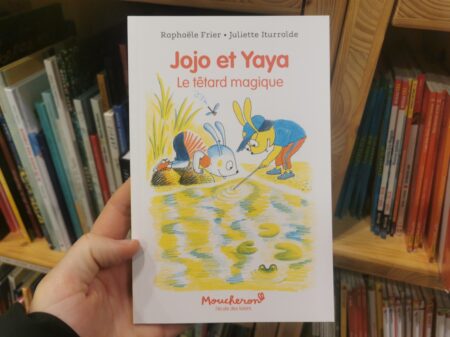 Raphaële Frier • Juliette Iturralde
Jojo et Yaya
Le têtard magique
Moucheron
l'école des loisirs